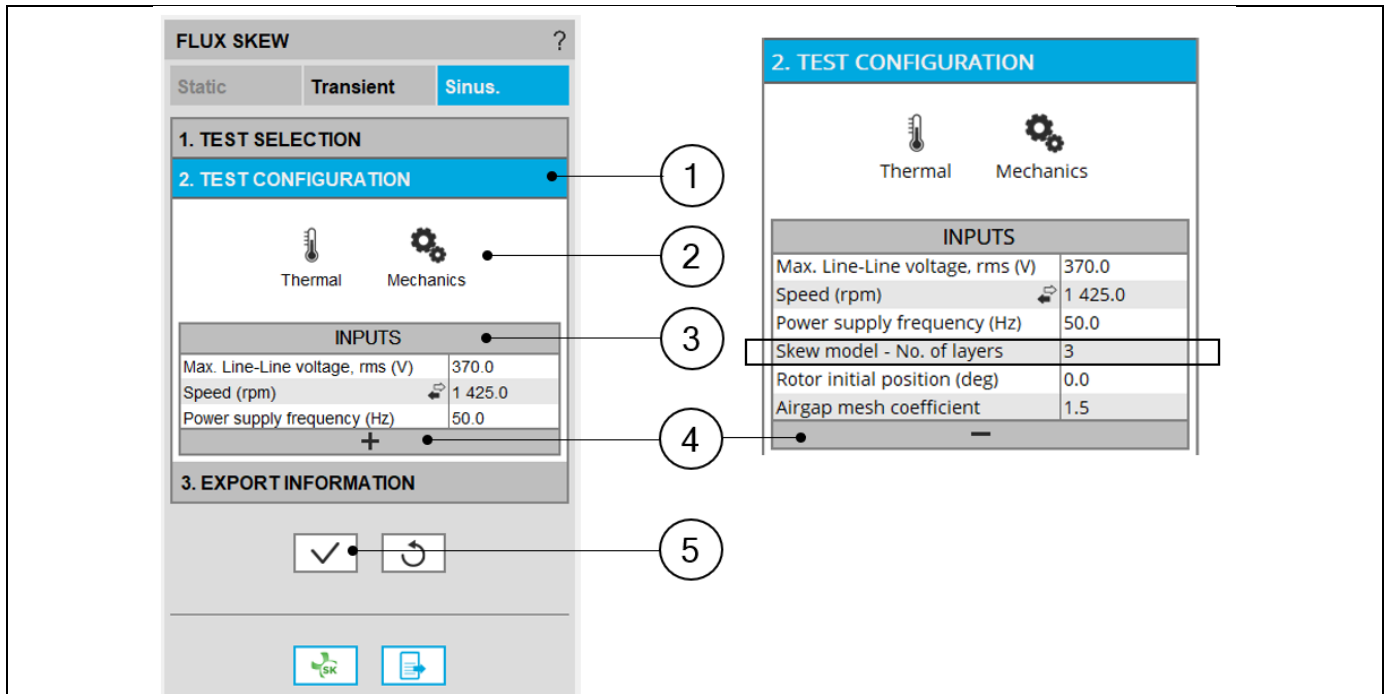 FLUX SKEW ?
Static Transient Sinus.
1. TEST SELECTION
2. TEST CONFIGURATION
Thermal Mechanics
INPUTS
Max. Line-Line voltage, rms (V) 370.0
Speed (rpm) 1 425.0
Power supply frequency (Hz) 50.0
+
3. EXPORT INFORMATION
SK
1
2
3
4
5
2. TEST CONFIGURATION
Thermal Mechanics
INPUTS
Max. Line-Line voltage, rms (V) 370.0
Speed (rpm) 1 425.0
Power supply frequency (Hz) 50.0
Skew model - No. of layers 3
Rotor initial position (deg) 0.0
Airgap mesh coefficient 1.5
−